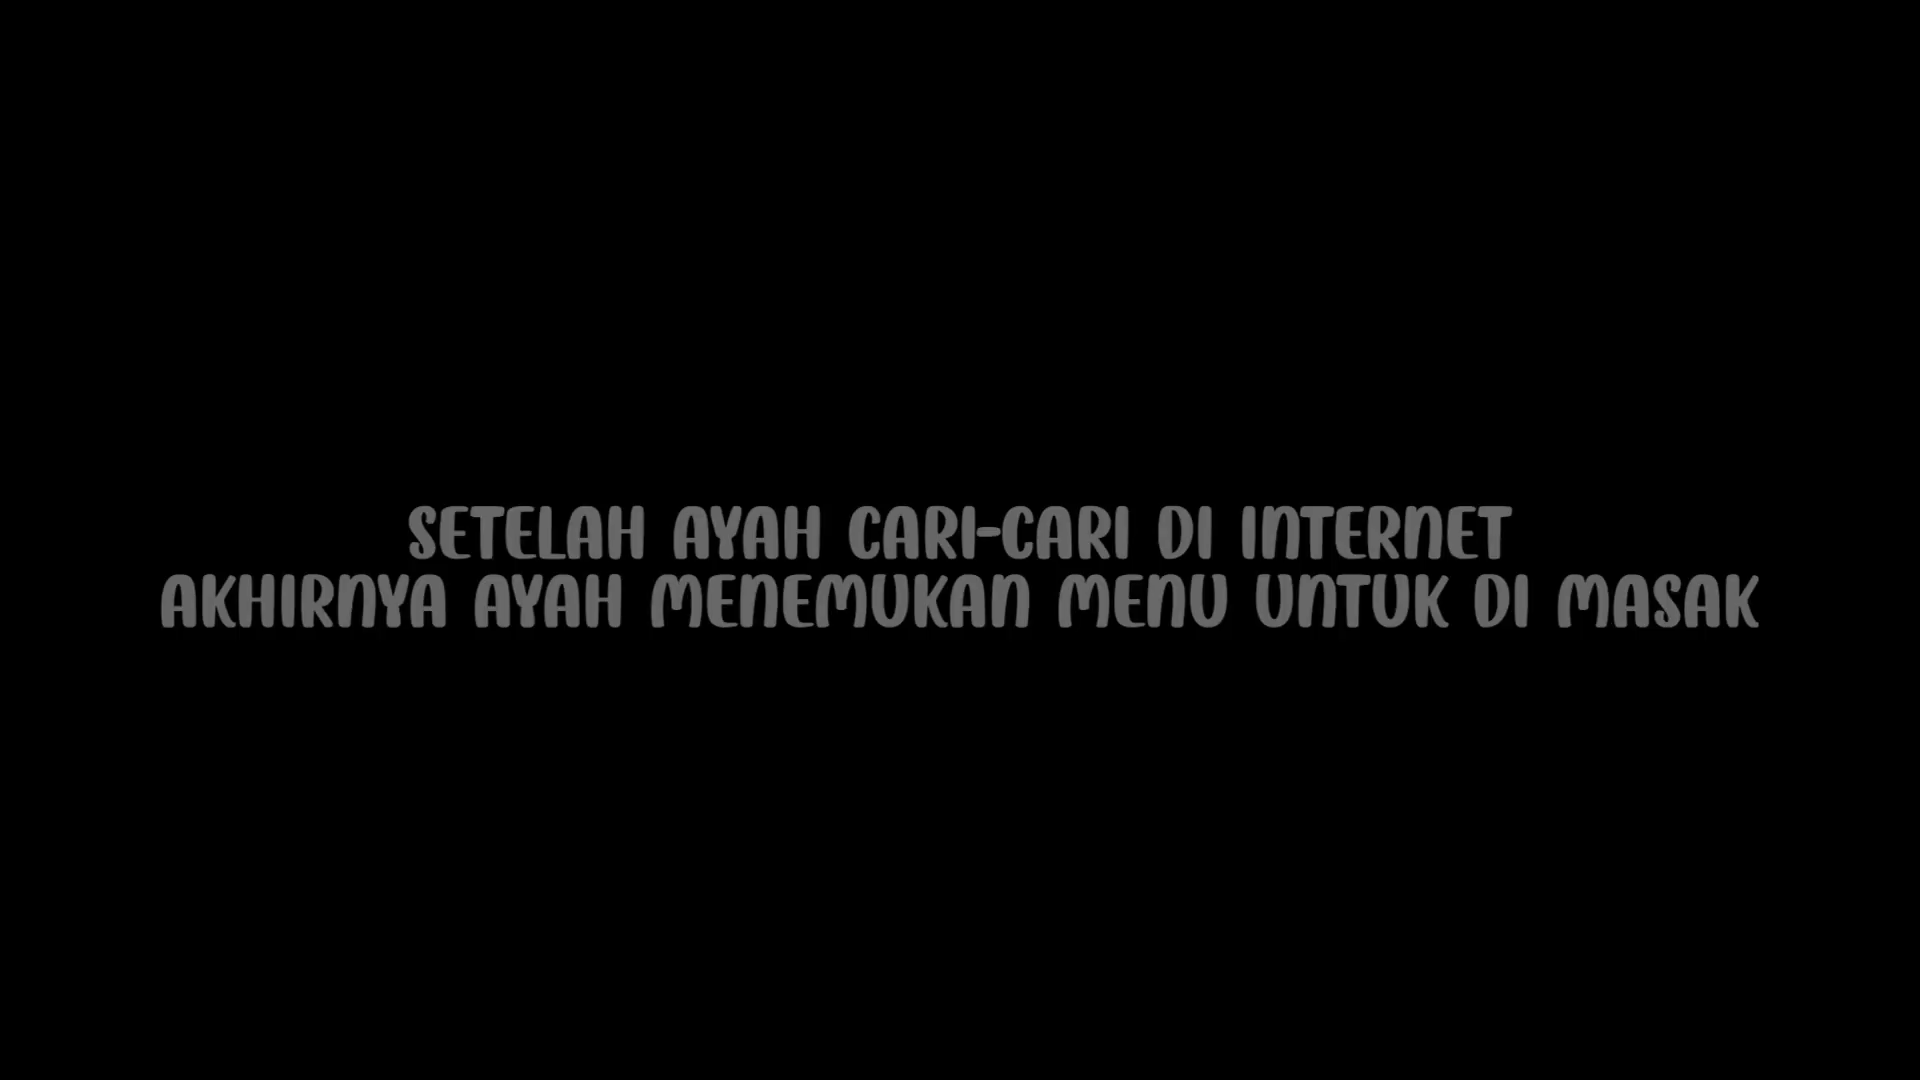 SETELAH AYAH CARI-CARI DI INTERNET
AKHIRNYA AYAH MENEMUKAN MENU UNTUK DI MASAK